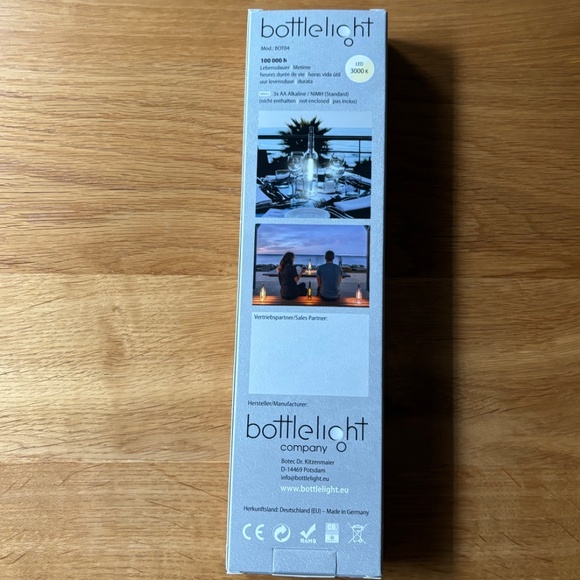 bottlelight
Mod.: BOT04
100 000 h
Lebensdauer lifetime
heures durée de vie horas vida útil
uur levensduur durata
LED
3000 K
3x AA Alkaline / NiMH (Standard)
(nicht enthalten not enclosed pas inclus)
Vertriebspartner/Sales Partner:
Hersteller/Manufacturer:
bottlelight
company
Botec Dr. Kitzenmaier
D-14469 Potsdam
info@bottlelight.eu
www.bottlelight.eu
Herkunftsland: Deutschland (EU) – Made in Germany
CE RoHS